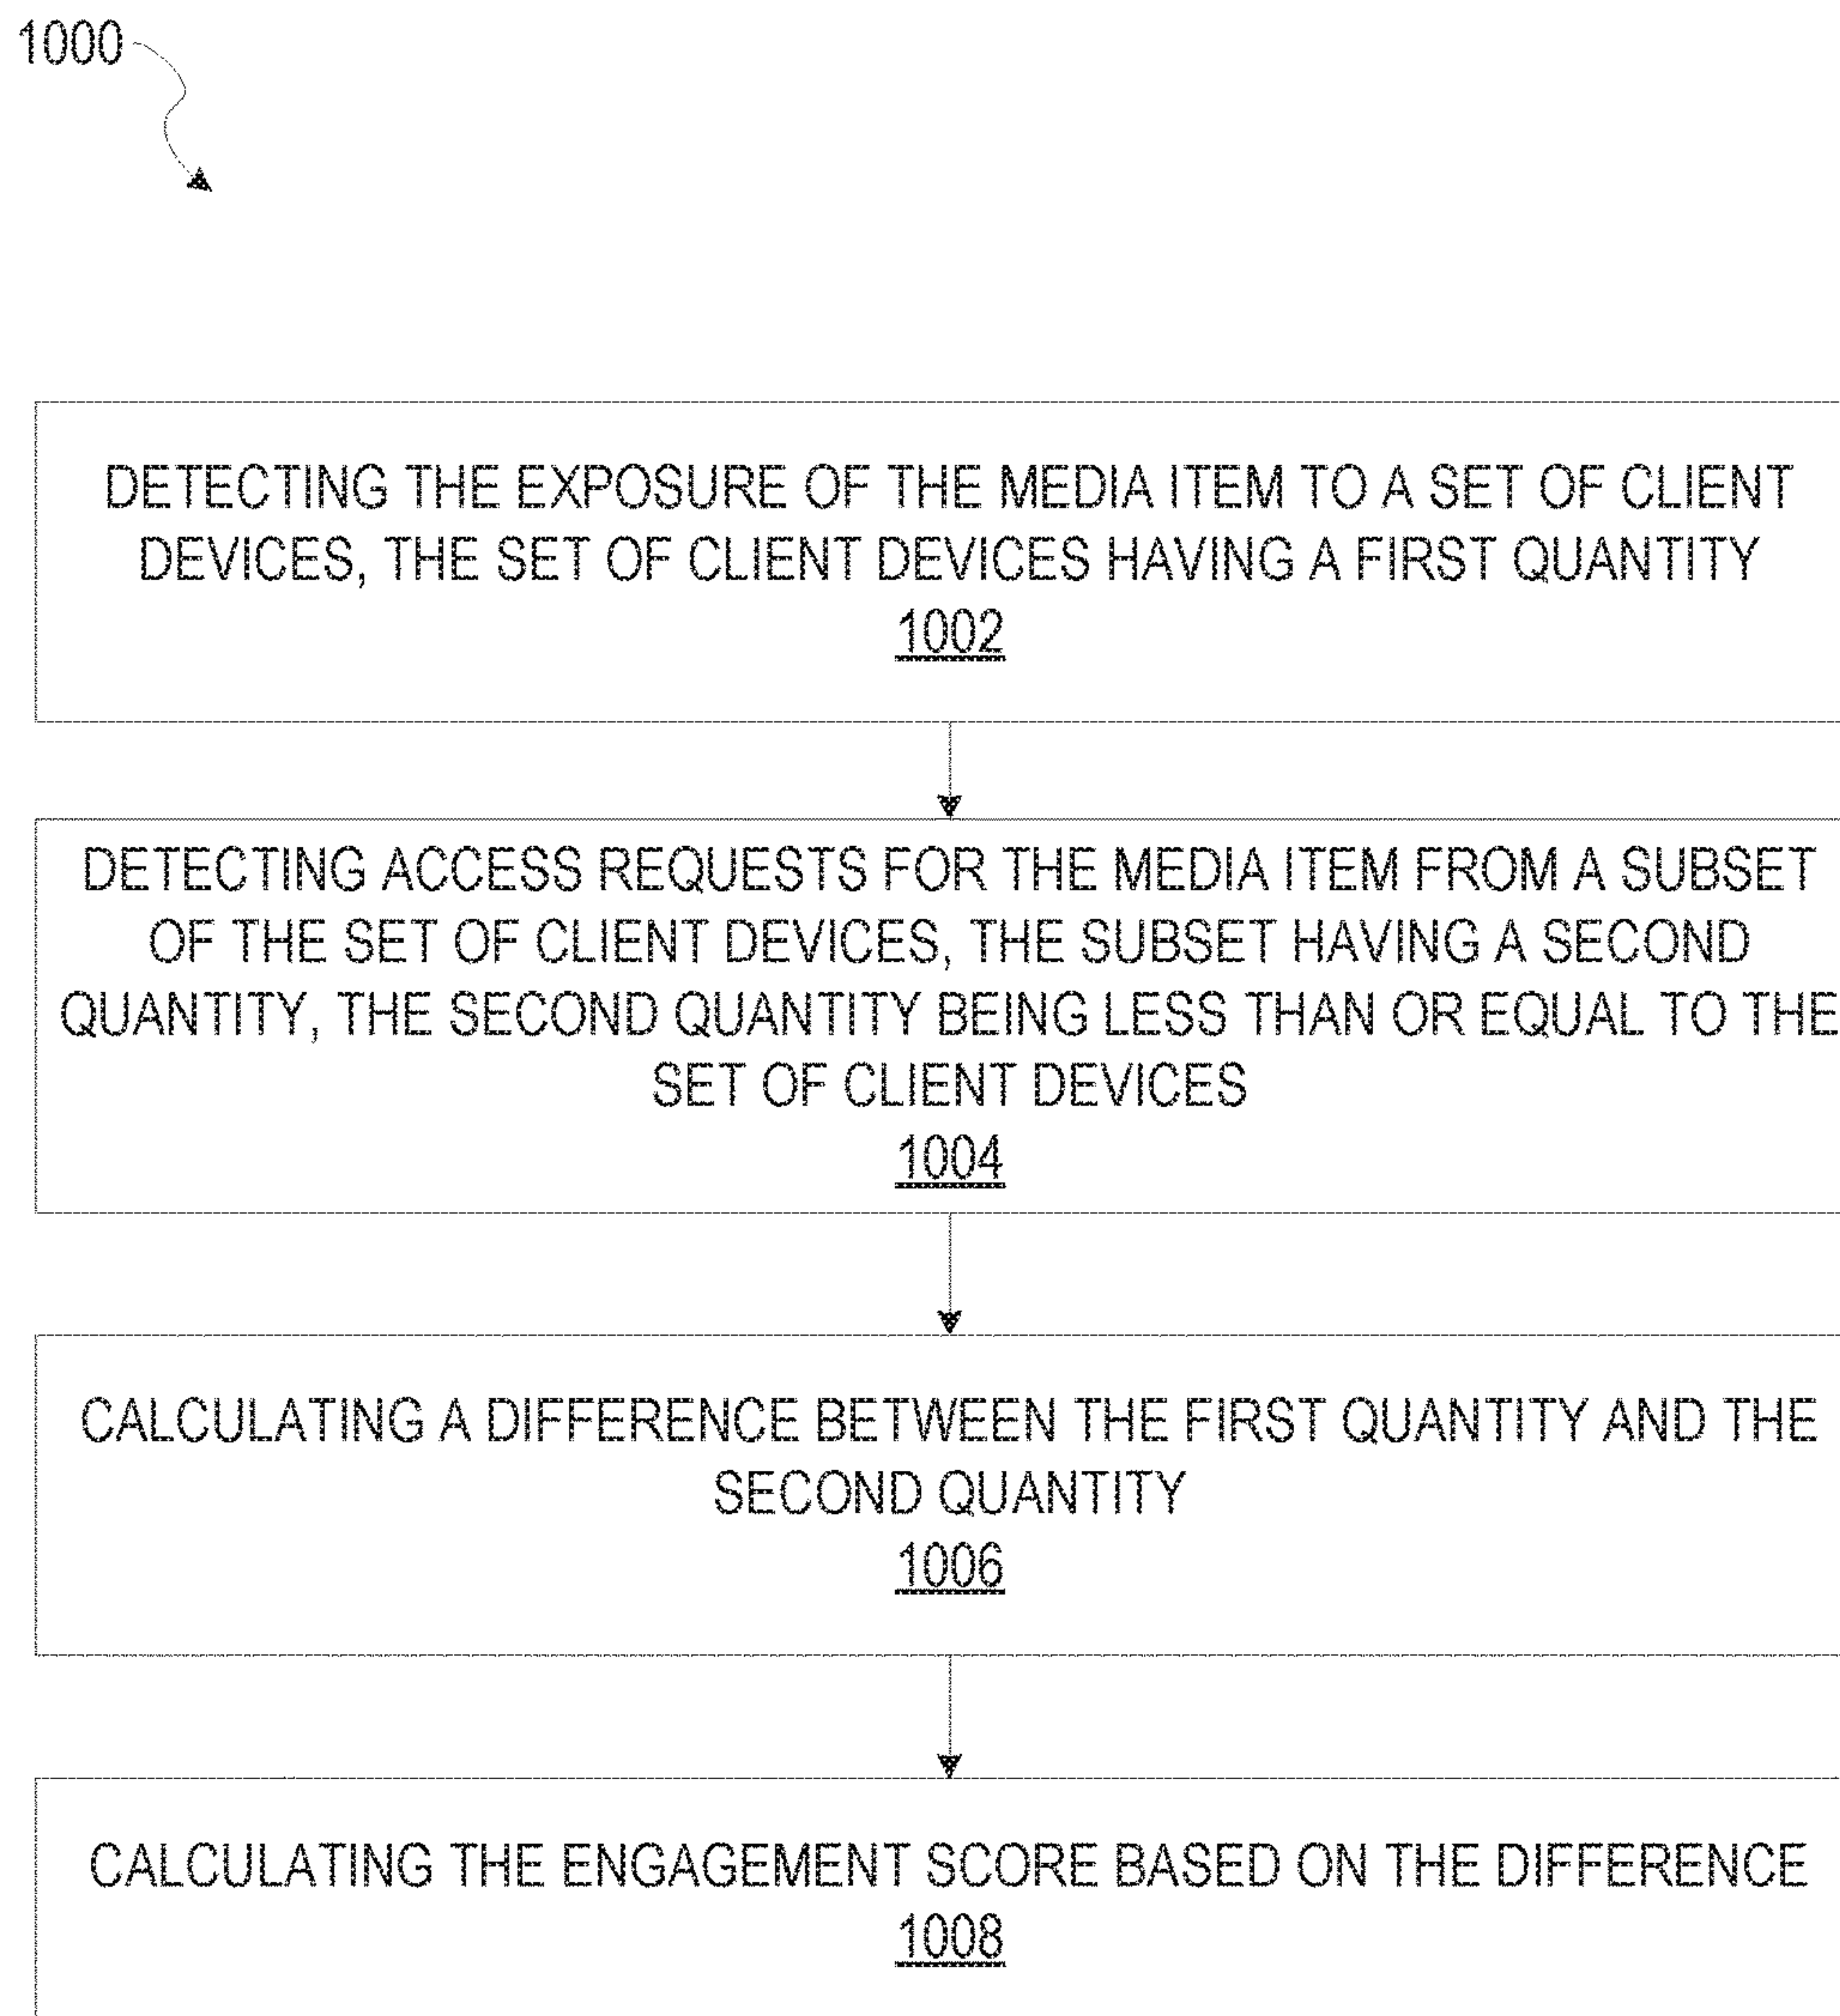 1000
DETECTING THE EXPOSURE OF THE MEDIA ITEM TO A SET OF CLIENT
DEVICES, THE SET OF CLIENT DEVICES HAVING A FIRST QUANTITY
1002
DETECTING ACCESS REQUESTS FOR THE MEDIA ITEM FROM A SUBSET
OF THE SET OF CLIENT DEVICES, THE SUBSET HAVING A SECOND
QUANTITY, THE SECOND QUANTITY BEING LESS THAN OR EQUAL TO THE
SET OF CLIENT DEVICES
1004
CALCULATING A DIFFERENCE BETWEEN THE FIRST QUANTITY AND THE
SECOND QUANTITY
1006
CALCULATING THE ENGAGEMENT SCORE BASED ON THE DIFFERENCE
1008